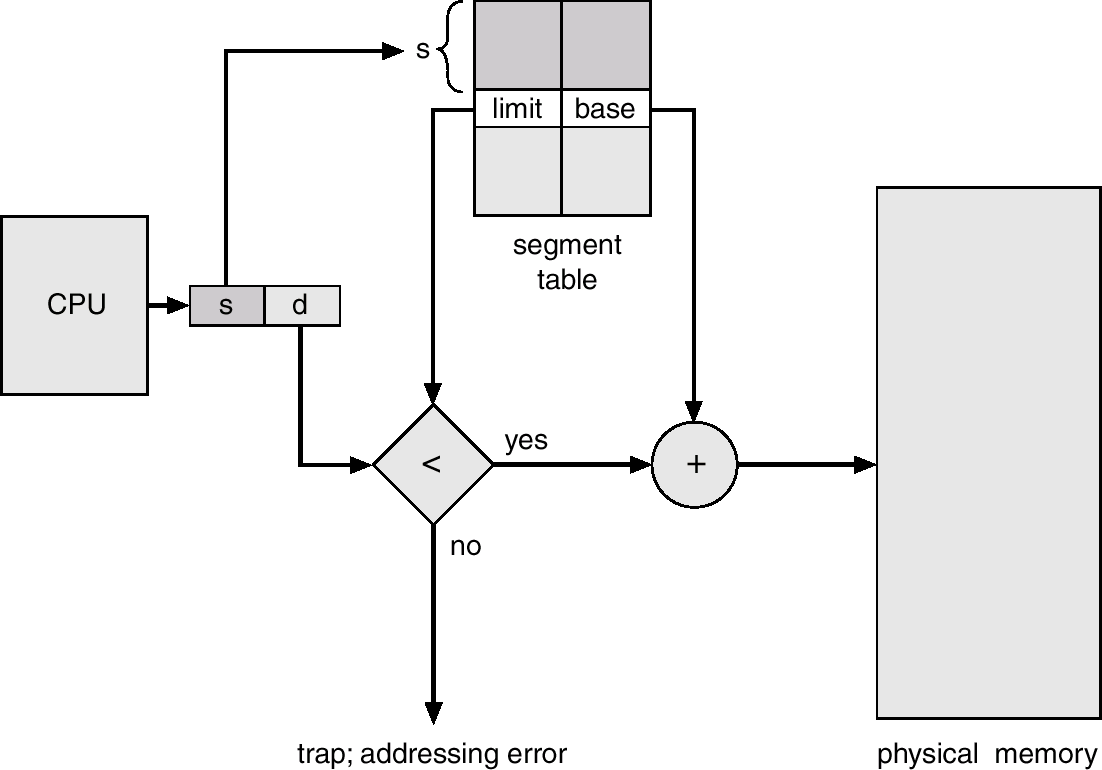 s
limit base
segment
table
CPU
s d
<
yes
+
no
trap; addressing error
physical memory